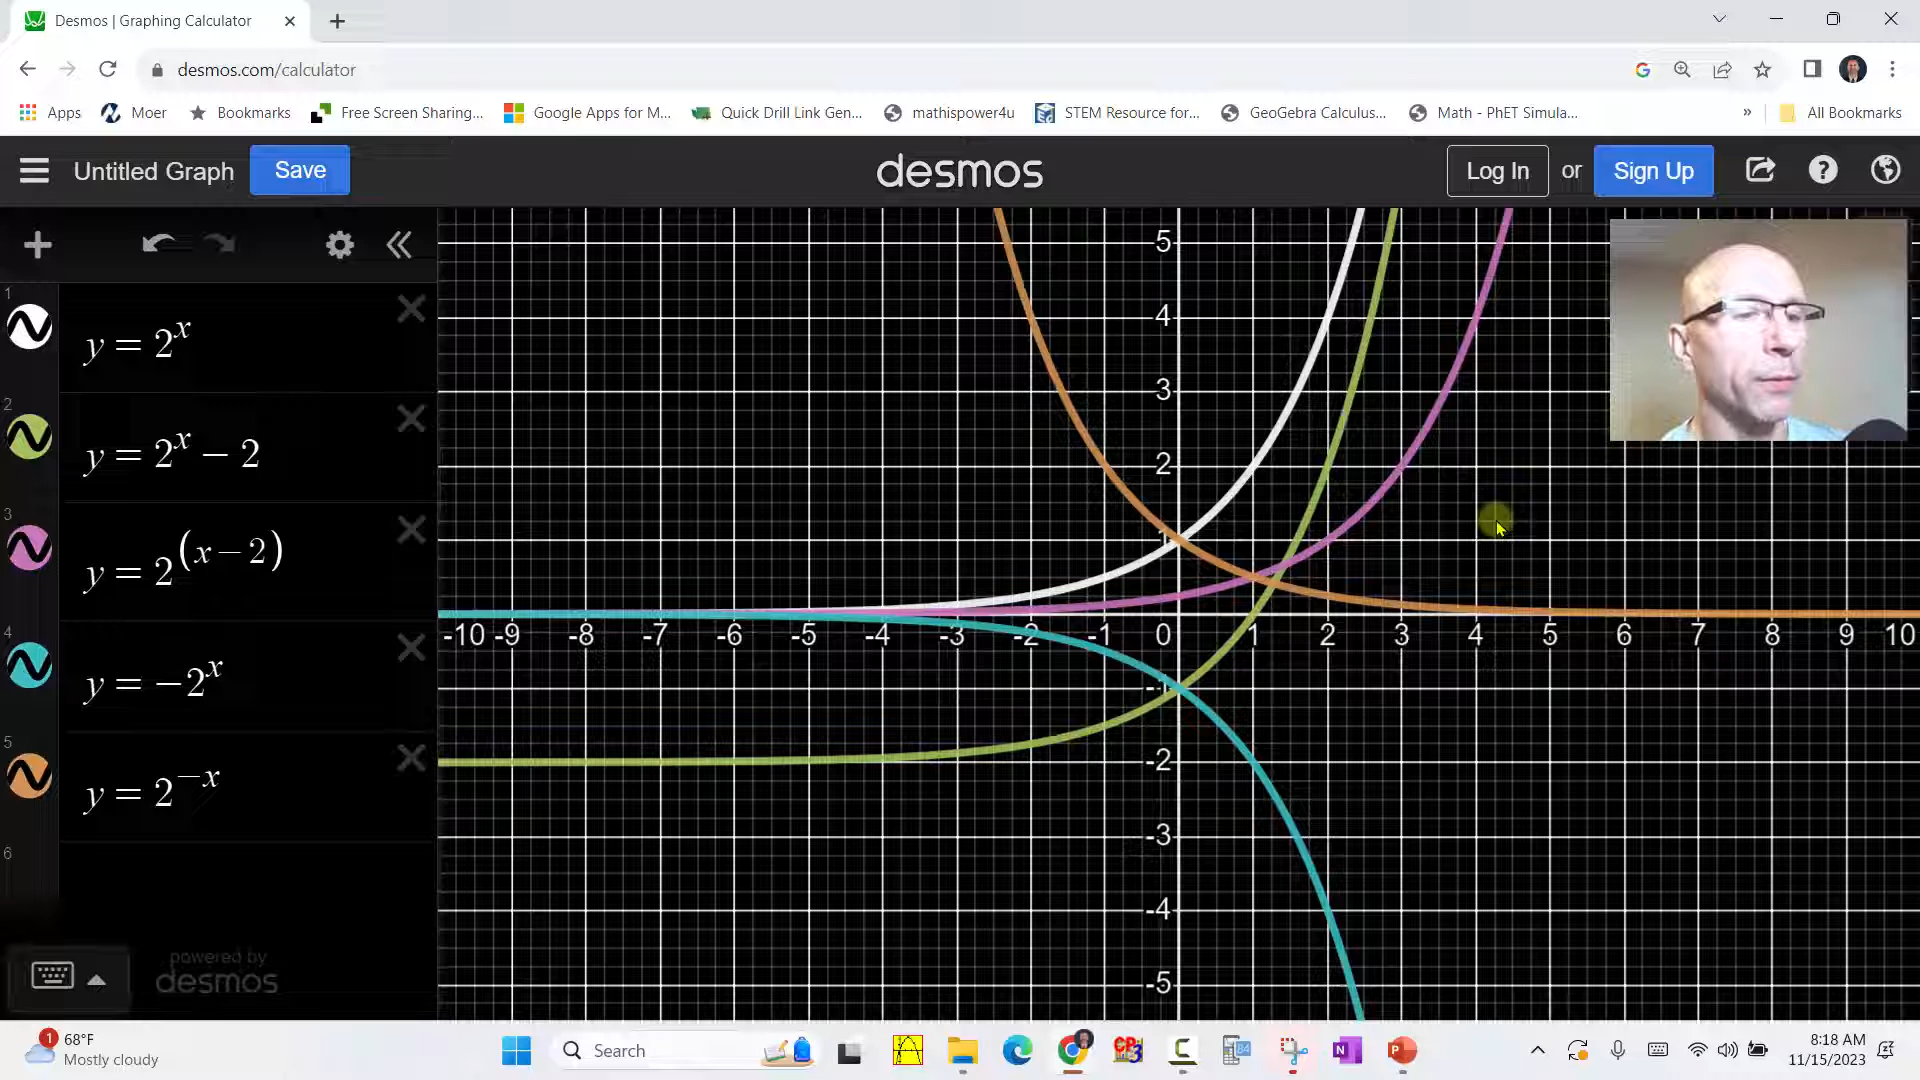 Desmos | Graphing Calculator
desmos.com/calculator
Apps Moer Bookmarks Free Screen Sharing... Google Apps for M... Quick Drill Link Gen... mathispower4u STEM Resource for... GeoGebra Calculus... Math - PhET Simula... » All Bookmarks
Untitled Graph Save desmos Log In or Sign Up
1
y = 2^x
2
y = 2^x − 2
3
y = 2^(x−2)
4
y = −2^x
5
y = 2^−x
6
5
4
3
2
1
-10 -9 -8 -7 -6 -5 -4 -3 -2 -1 0 1 2 3 4 5 6 7 8 9 10
-1
-2
-3
-4
-5
powered by
desmos
1 68°F
Mostly cloudy
Search
CP3
84
N
P
8:18 AM
11/15/2023